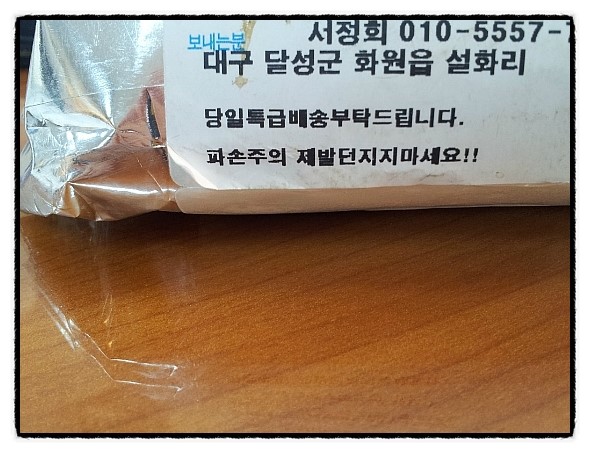 서정희 010-5557-7
보내는분
대구 달성군 화원읍 설화리
당일특급배송부탁드립니다.
파손주의 제발던지지마세요!!